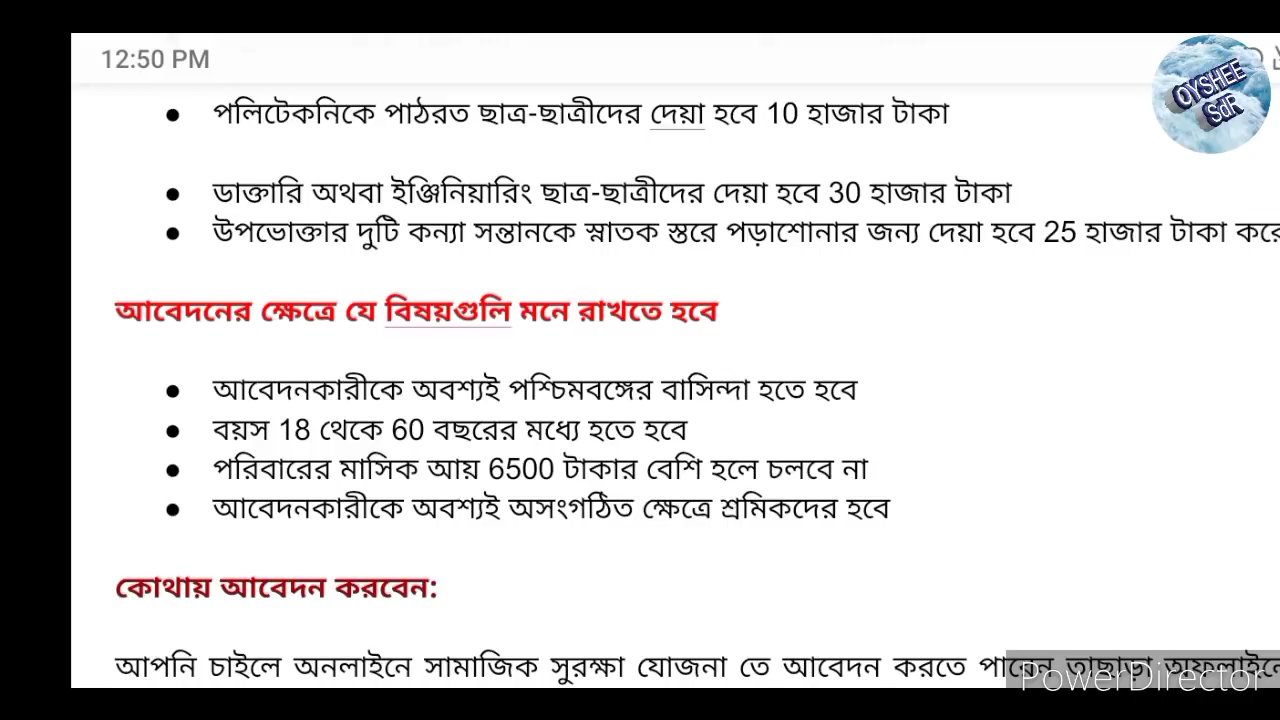 12:50 PM
OYSHEE
SdR
● পলিটেকনিকে পাঠরত ছাত্র-ছাত্রীদের দেয়া হবে 10 হাজার টাকা
● ডাক্তারি অথবা ইঞ্জিনিয়ারিং ছাত্র-ছাত্রীদের দেয়া হবে 30 হাজার টাকা
● উপভোক্তার দুটি কন্যা সন্তানকে স্নাতক স্তরে পড়াশোনার জন্য দেয়া হবে 25 হাজার টাকা করে
আবেদনের ক্ষেত্রে যে বিষয়গুলি মনে রাখতে হবে
● আবেদনকারীকে অবশ্যই পশ্চিমবঙ্গের বাসিন্দা হতে হবে
● বয়স 18 থেকে 60 বছরের মধ্যে হতে হবে
● পরিবারের মাসিক আয় 6500 টাকার বেশি হলে চলবে না
● আবেদনকারীকে অবশ্যই অসংগঠিত ক্ষেত্রে শ্রমিকদের হবে
কোথায় আবেদন করবেন:
আপনি চাইলে অনলাইনে সামাজিক সুরক্ষা যোজনা তে আবেদন করতে পারেন তাছাড়া অফলাইনে
PowerDirector